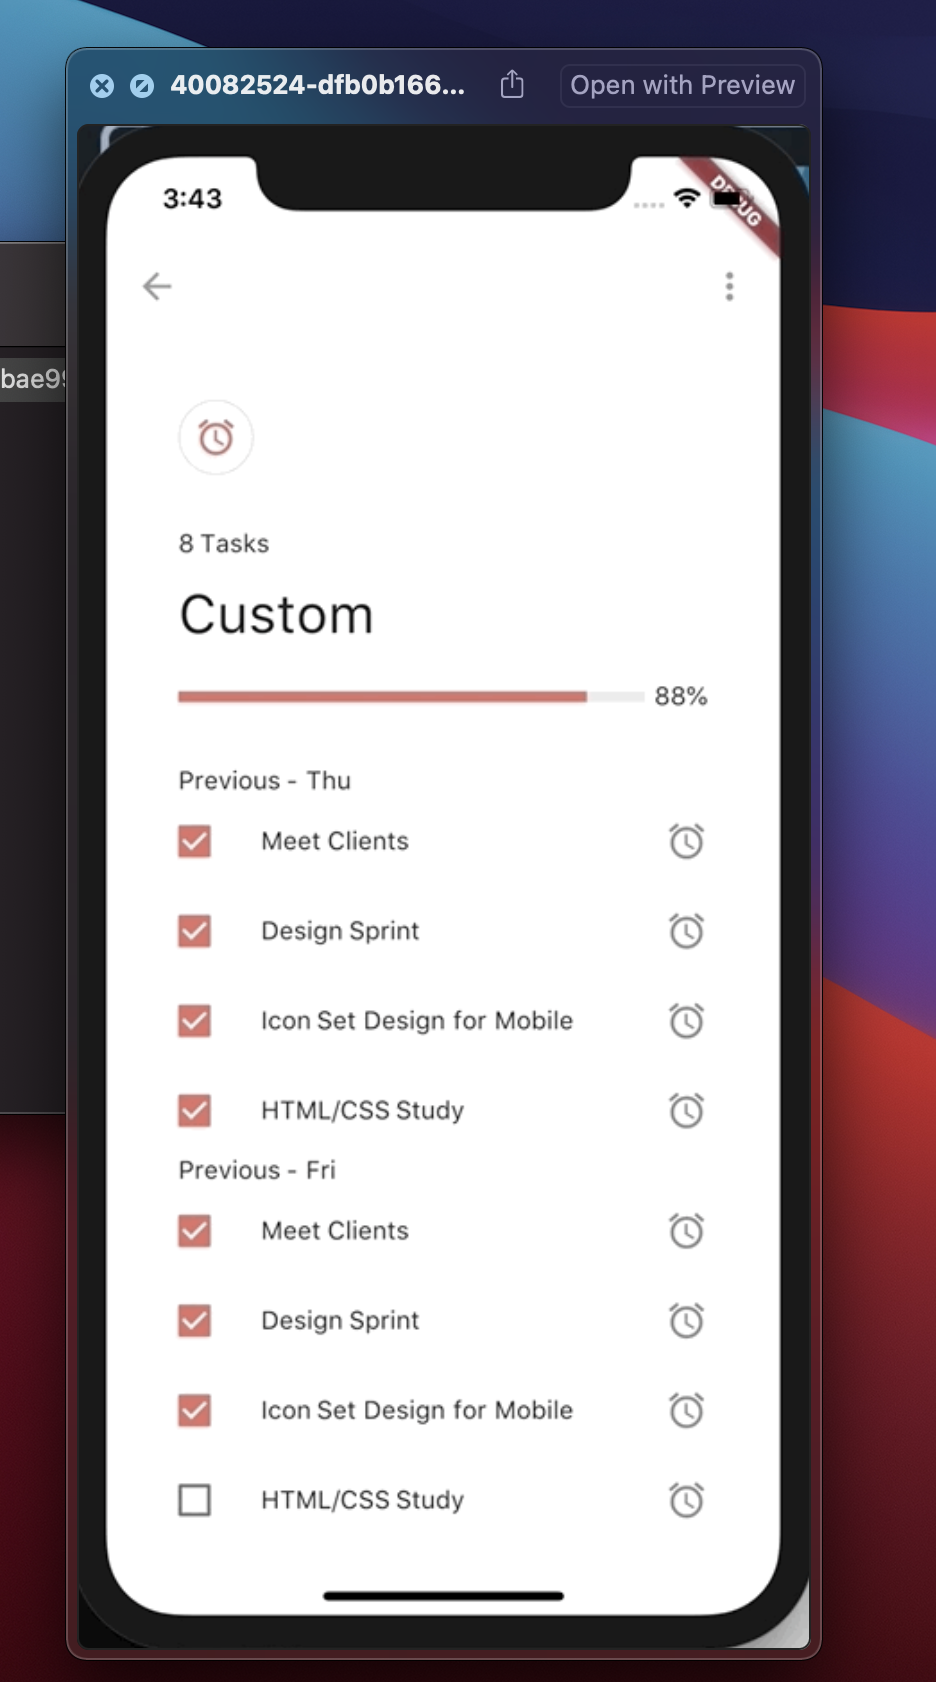 40082524-dfb0b166...
Open with Preview
3:43
DEBUG
bae99
8 Tasks
Custom
88%
Previous - Thu
Meet Clients
Design Sprint
Icon Set Design for Mobile
HTML/CSS Study
Previous - Fri
Meet Clients
Design Sprint
Icon Set Design for Mobile
HTML/CSS Study